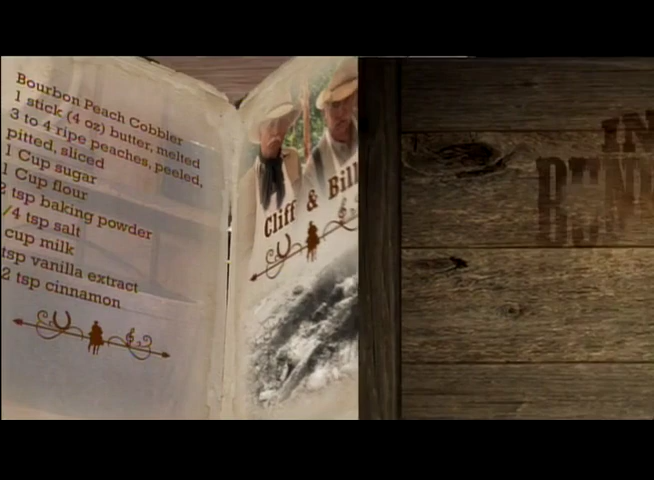 Bourbon Peach Cobbler
1 stick (4 oz) butter, melted
3 to 4 ripe peaches, peeled,
pitted, sliced
1 Cup sugar
1 Cup flour
2 tsp baking powder
/4 tsp salt
cup milk
tsp vanilla extract
2 tsp cinnamon
Cliff & Bill
IN